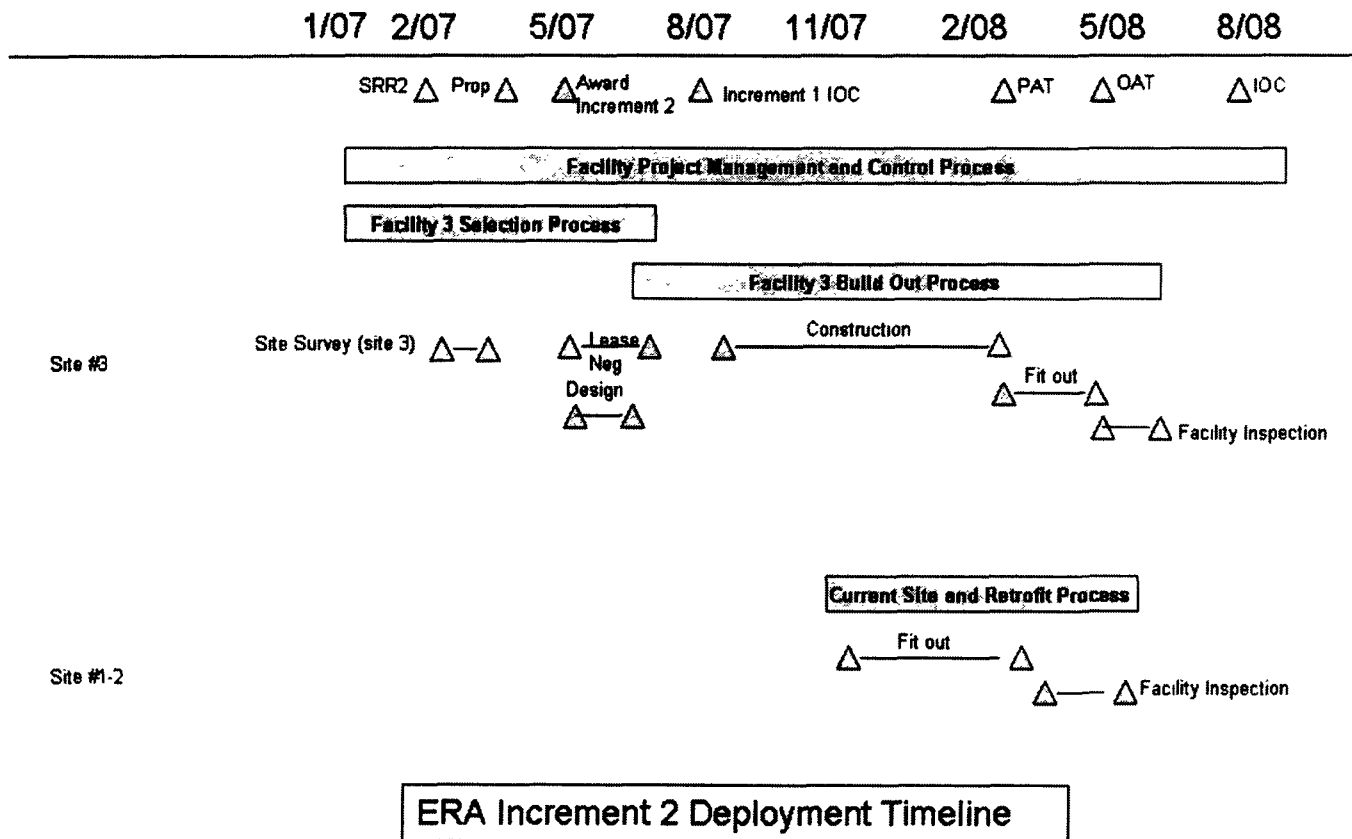 1/07 2/07 5/07 8/07 11/07 2/08 5/08 8/08
SRR2 Prop Award Increment 1 IOC PAT OAT IOC
Increment 2
Facility Project Management and Control Process
Facility 3 Selection Process
Facility 3 Build Out Process
Site #3
Site Survey (site 3)
Lease
Neg
Construction
Design
Fit out
Facility Inspection
Current Site and Retrofit Process
Site #1-2
Fit out
Facility Inspection
ERA Increment 2 Deployment Timeline